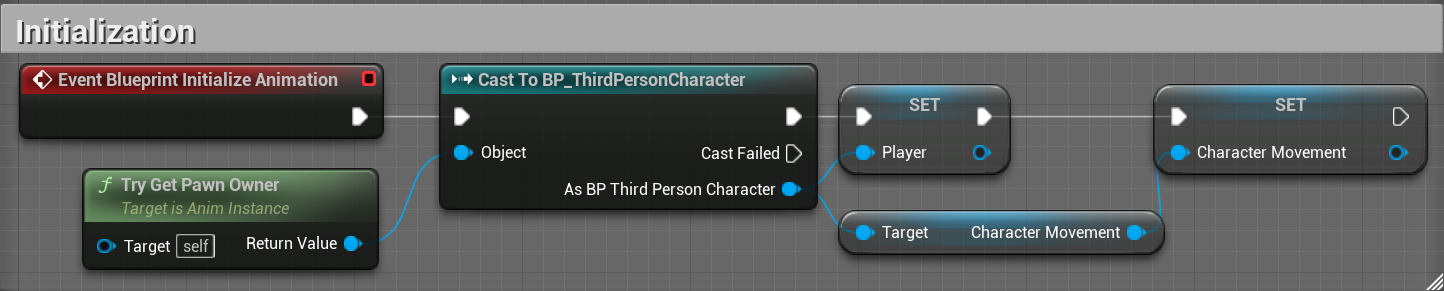 Initialization
Event Blueprint Initialize Animation
Try Get Pawn Owner
Target is Anim Instance
Target self
Return Value
Cast To BP_ThirdPersonCharacter
Object
Cast Failed
As BP Third Person Character
SET
Player
Target
Character Movement
SET
Character Movement